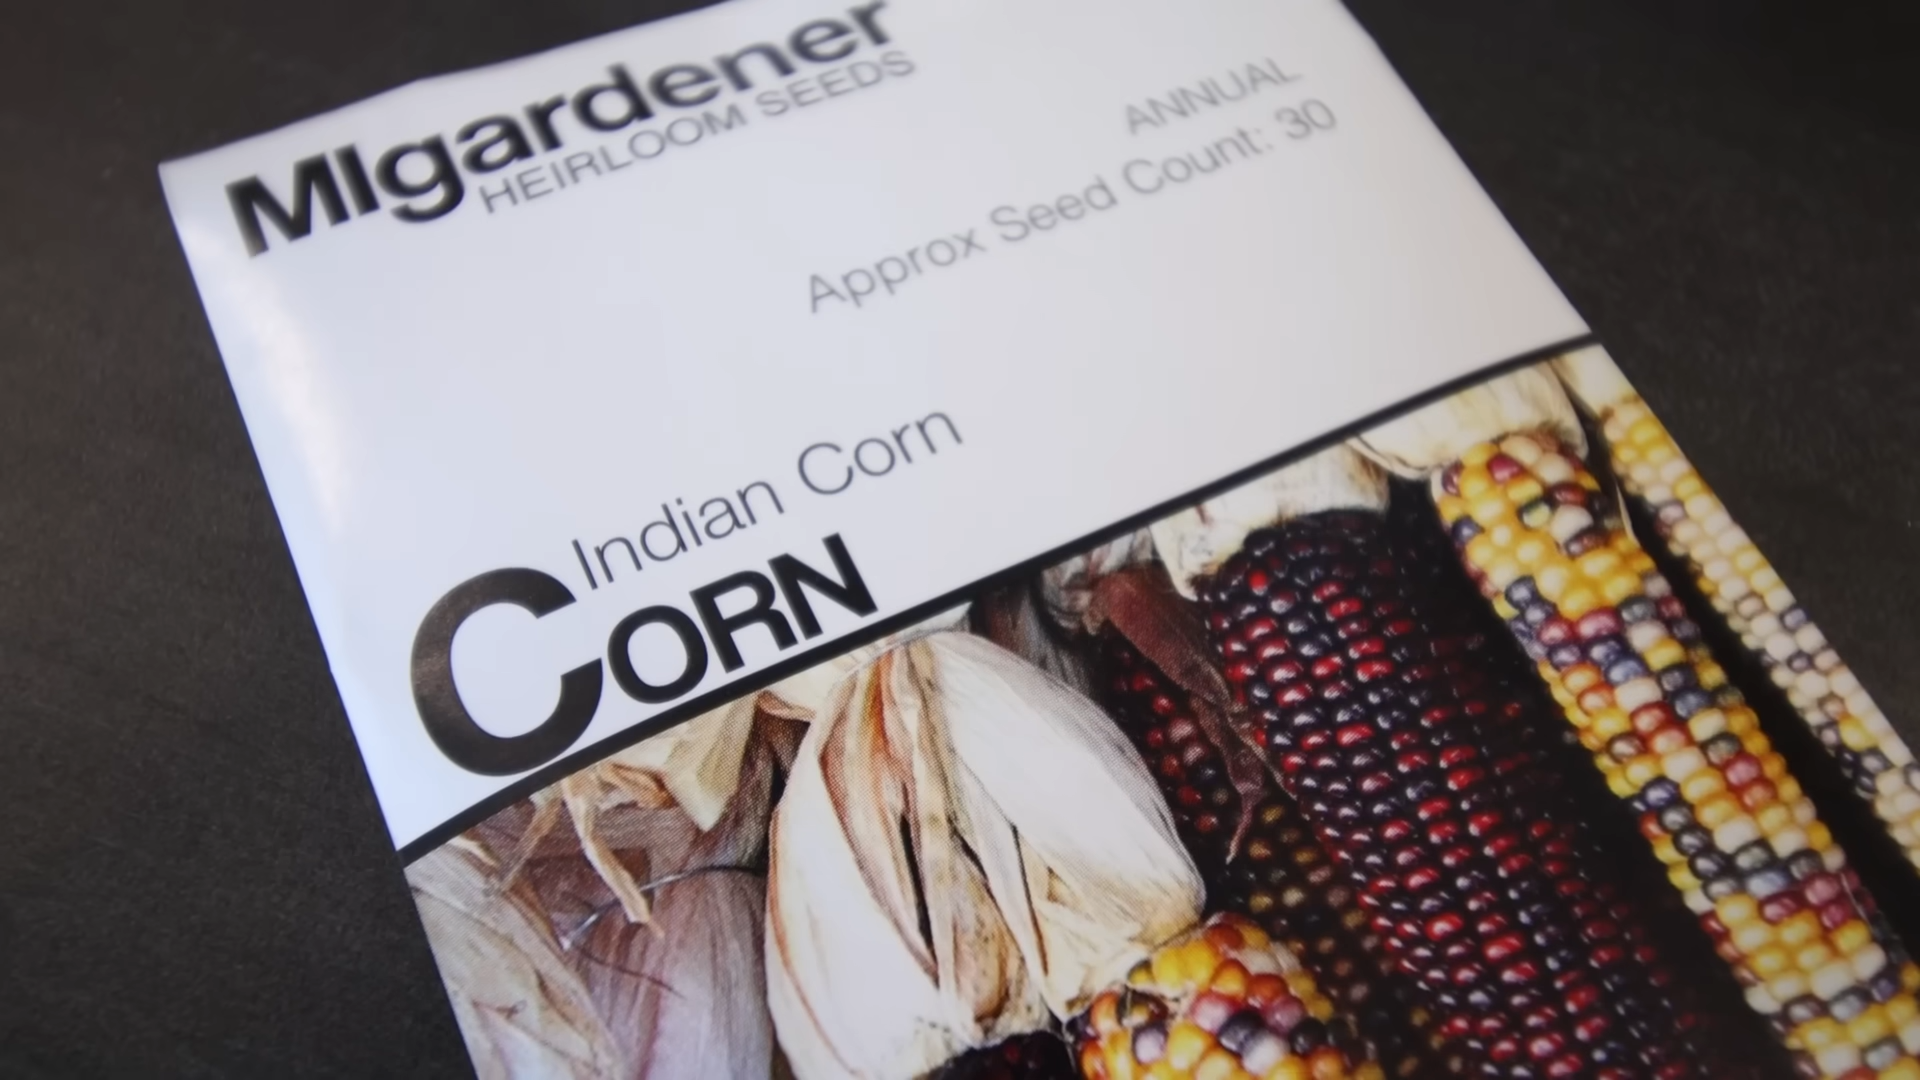 MIgardener
HEIRLOOM SEEDS
ANNUAL
Approx Seed Count: 30
Indian Corn
CORN